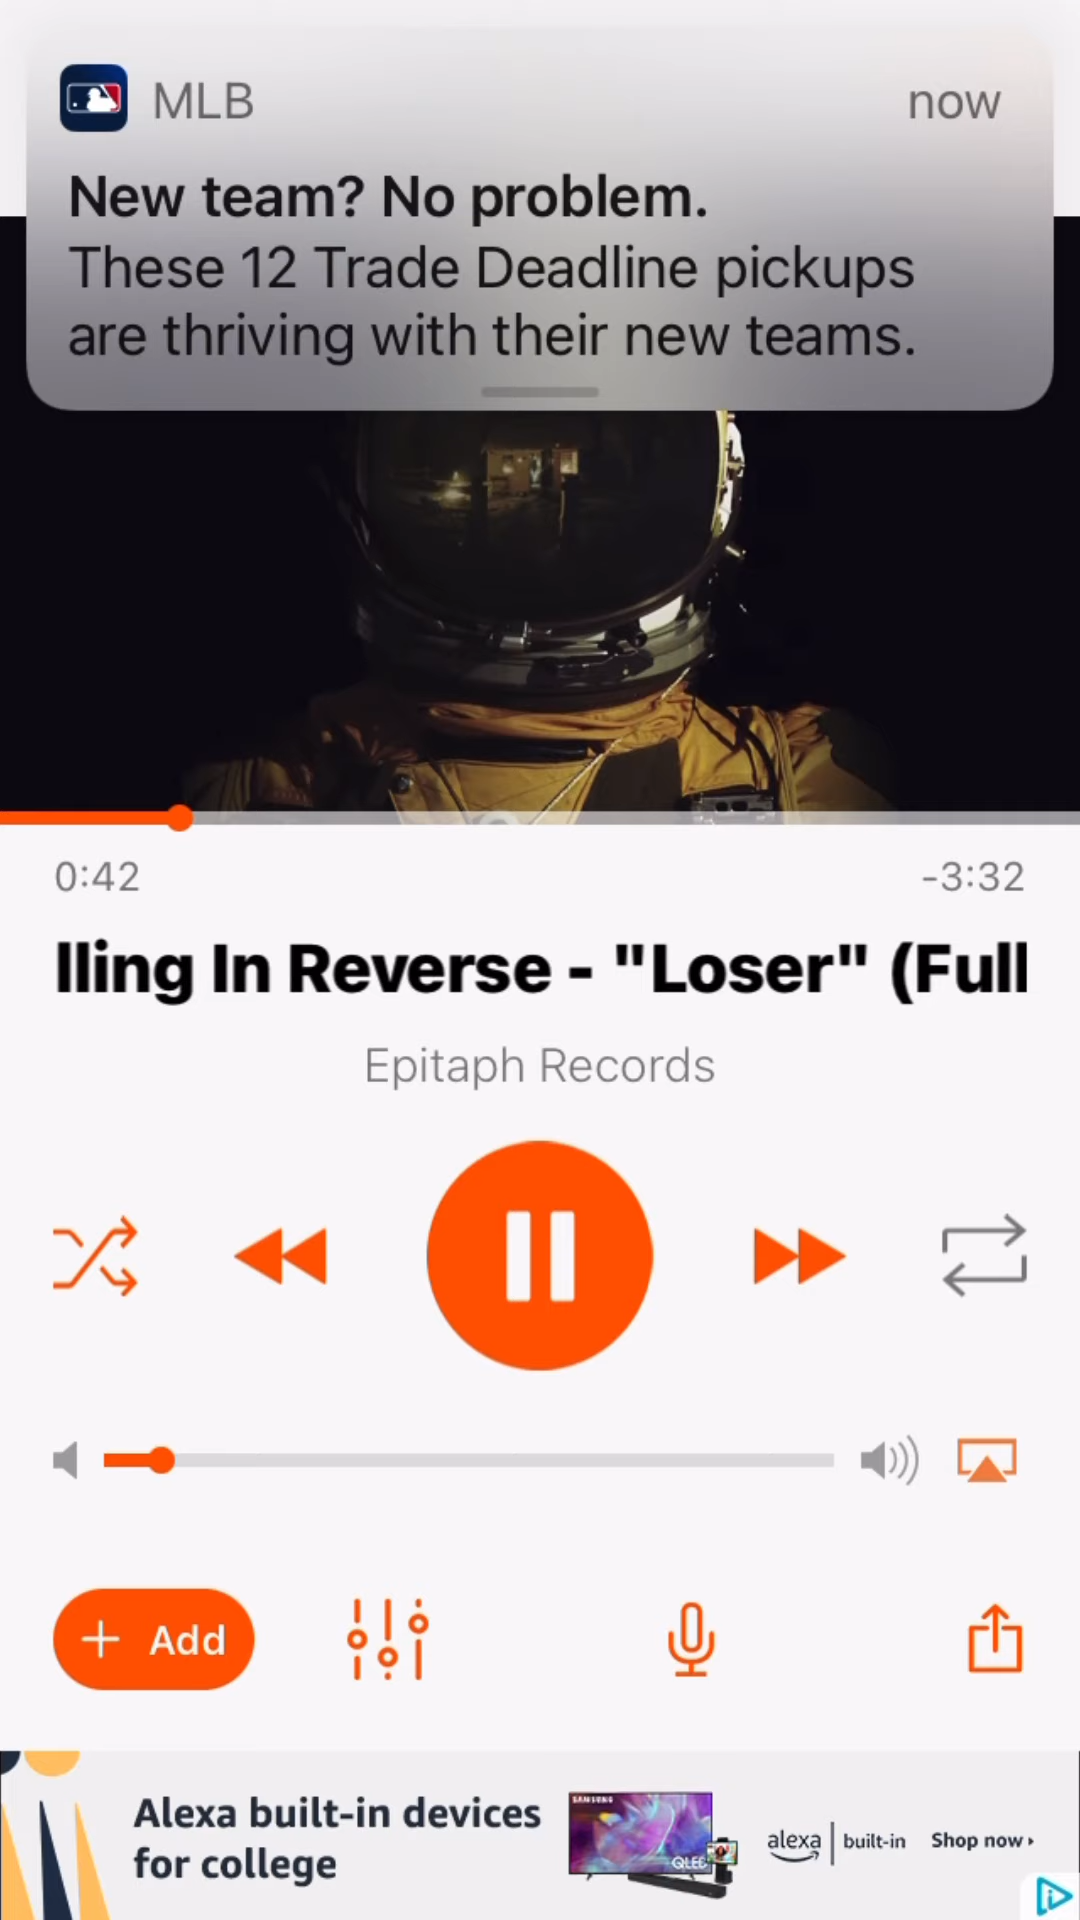 MLB
now
New team? No problem.
These 12 Trade Deadline pickups
are thriving with their new teams.
0:42
-3:32
lling In Reverse - "Loser" (Full
Epitaph Records
+ Add
Alexa built-in devices
for college
SAMSUNG
QLED
alexa | built-in
Shop now ›